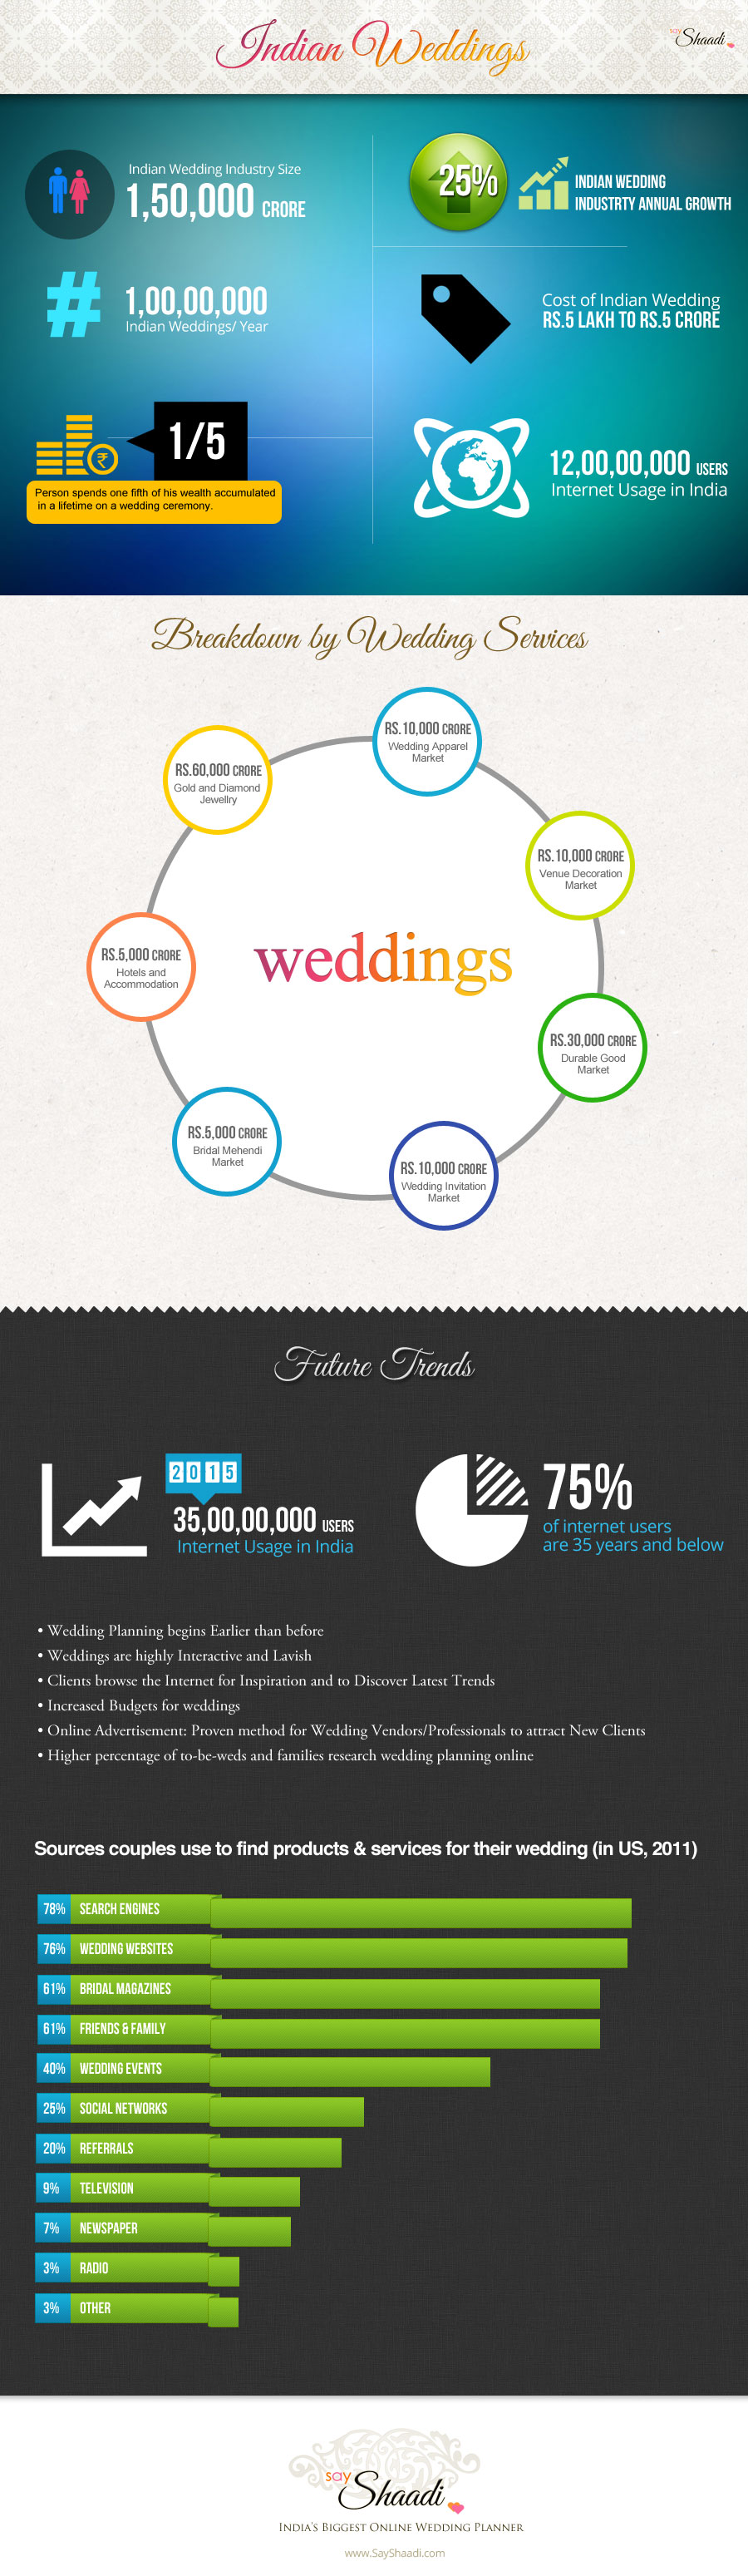 Indian Weddings
say Shaadi
Indian Wedding Industry Size
1,50,000 CRORE
25%
INDIAN WEDDING
INDUSTRTY ANNUAL GROWTH
#
1,00,00,000
Indian Weddings/ Year
Cost of Indian Wedding
RS.5 LAKH TO RS.5 CRORE
₹
1/5
Person spends one fifth of his wealth accumulated
in a lifetime on a wedding ceremony.
12,00,00,000 USERS
Internet Usage in India
Breakdown by Wedding Services
RS.10,000 CRORE
Wedding Apparel
Market
RS.60,000 CRORE
Gold and Diamond
Jewellry
RS.10,000 CRORE
Venue Decoration
Market
RS.5,000 CRORE
Hotels and
Accommodation
weddings
RS.30,000 CRORE
Durable Good
Market
RS.5,000 CRORE
Bridal Mehendi
Market
RS.10,000 CRORE
Wedding Invitation
Market
Future Trends
2015
35,00,00,000 USERS
Internet Usage in India
75%
of internet users
are 35 years and below
• Wedding Planning begins Earlier than before
• Weddings are highly Interactive and Lavish
• Clients browse the Internet for Inspiration and to Discover Latest Trends
• Increased Budgets for weddings
• Online Advertisement: Proven method for Wedding Vendors/Professionals to attract New Clients
• Higher percentage of to-be-weds and families research wedding planning online
Sources couples use to find products & services for their wedding (in US, 2011)
78% SEARCH ENGINES
76% WEDDING WEBSITES
61% BRIDAL MAGAZINES
61% FRIENDS & FAMILY
40% WEDDING EVENTS
25% SOCIAL NETWORKS
20% REFERRALS
9% TELEVISION
7% NEWSPAPER
3% RADIO
3% OTHER
say Shaadi
INDIA'S BIGGEST ONLINE WEDDING PLANNER
www.SayShaadi.com